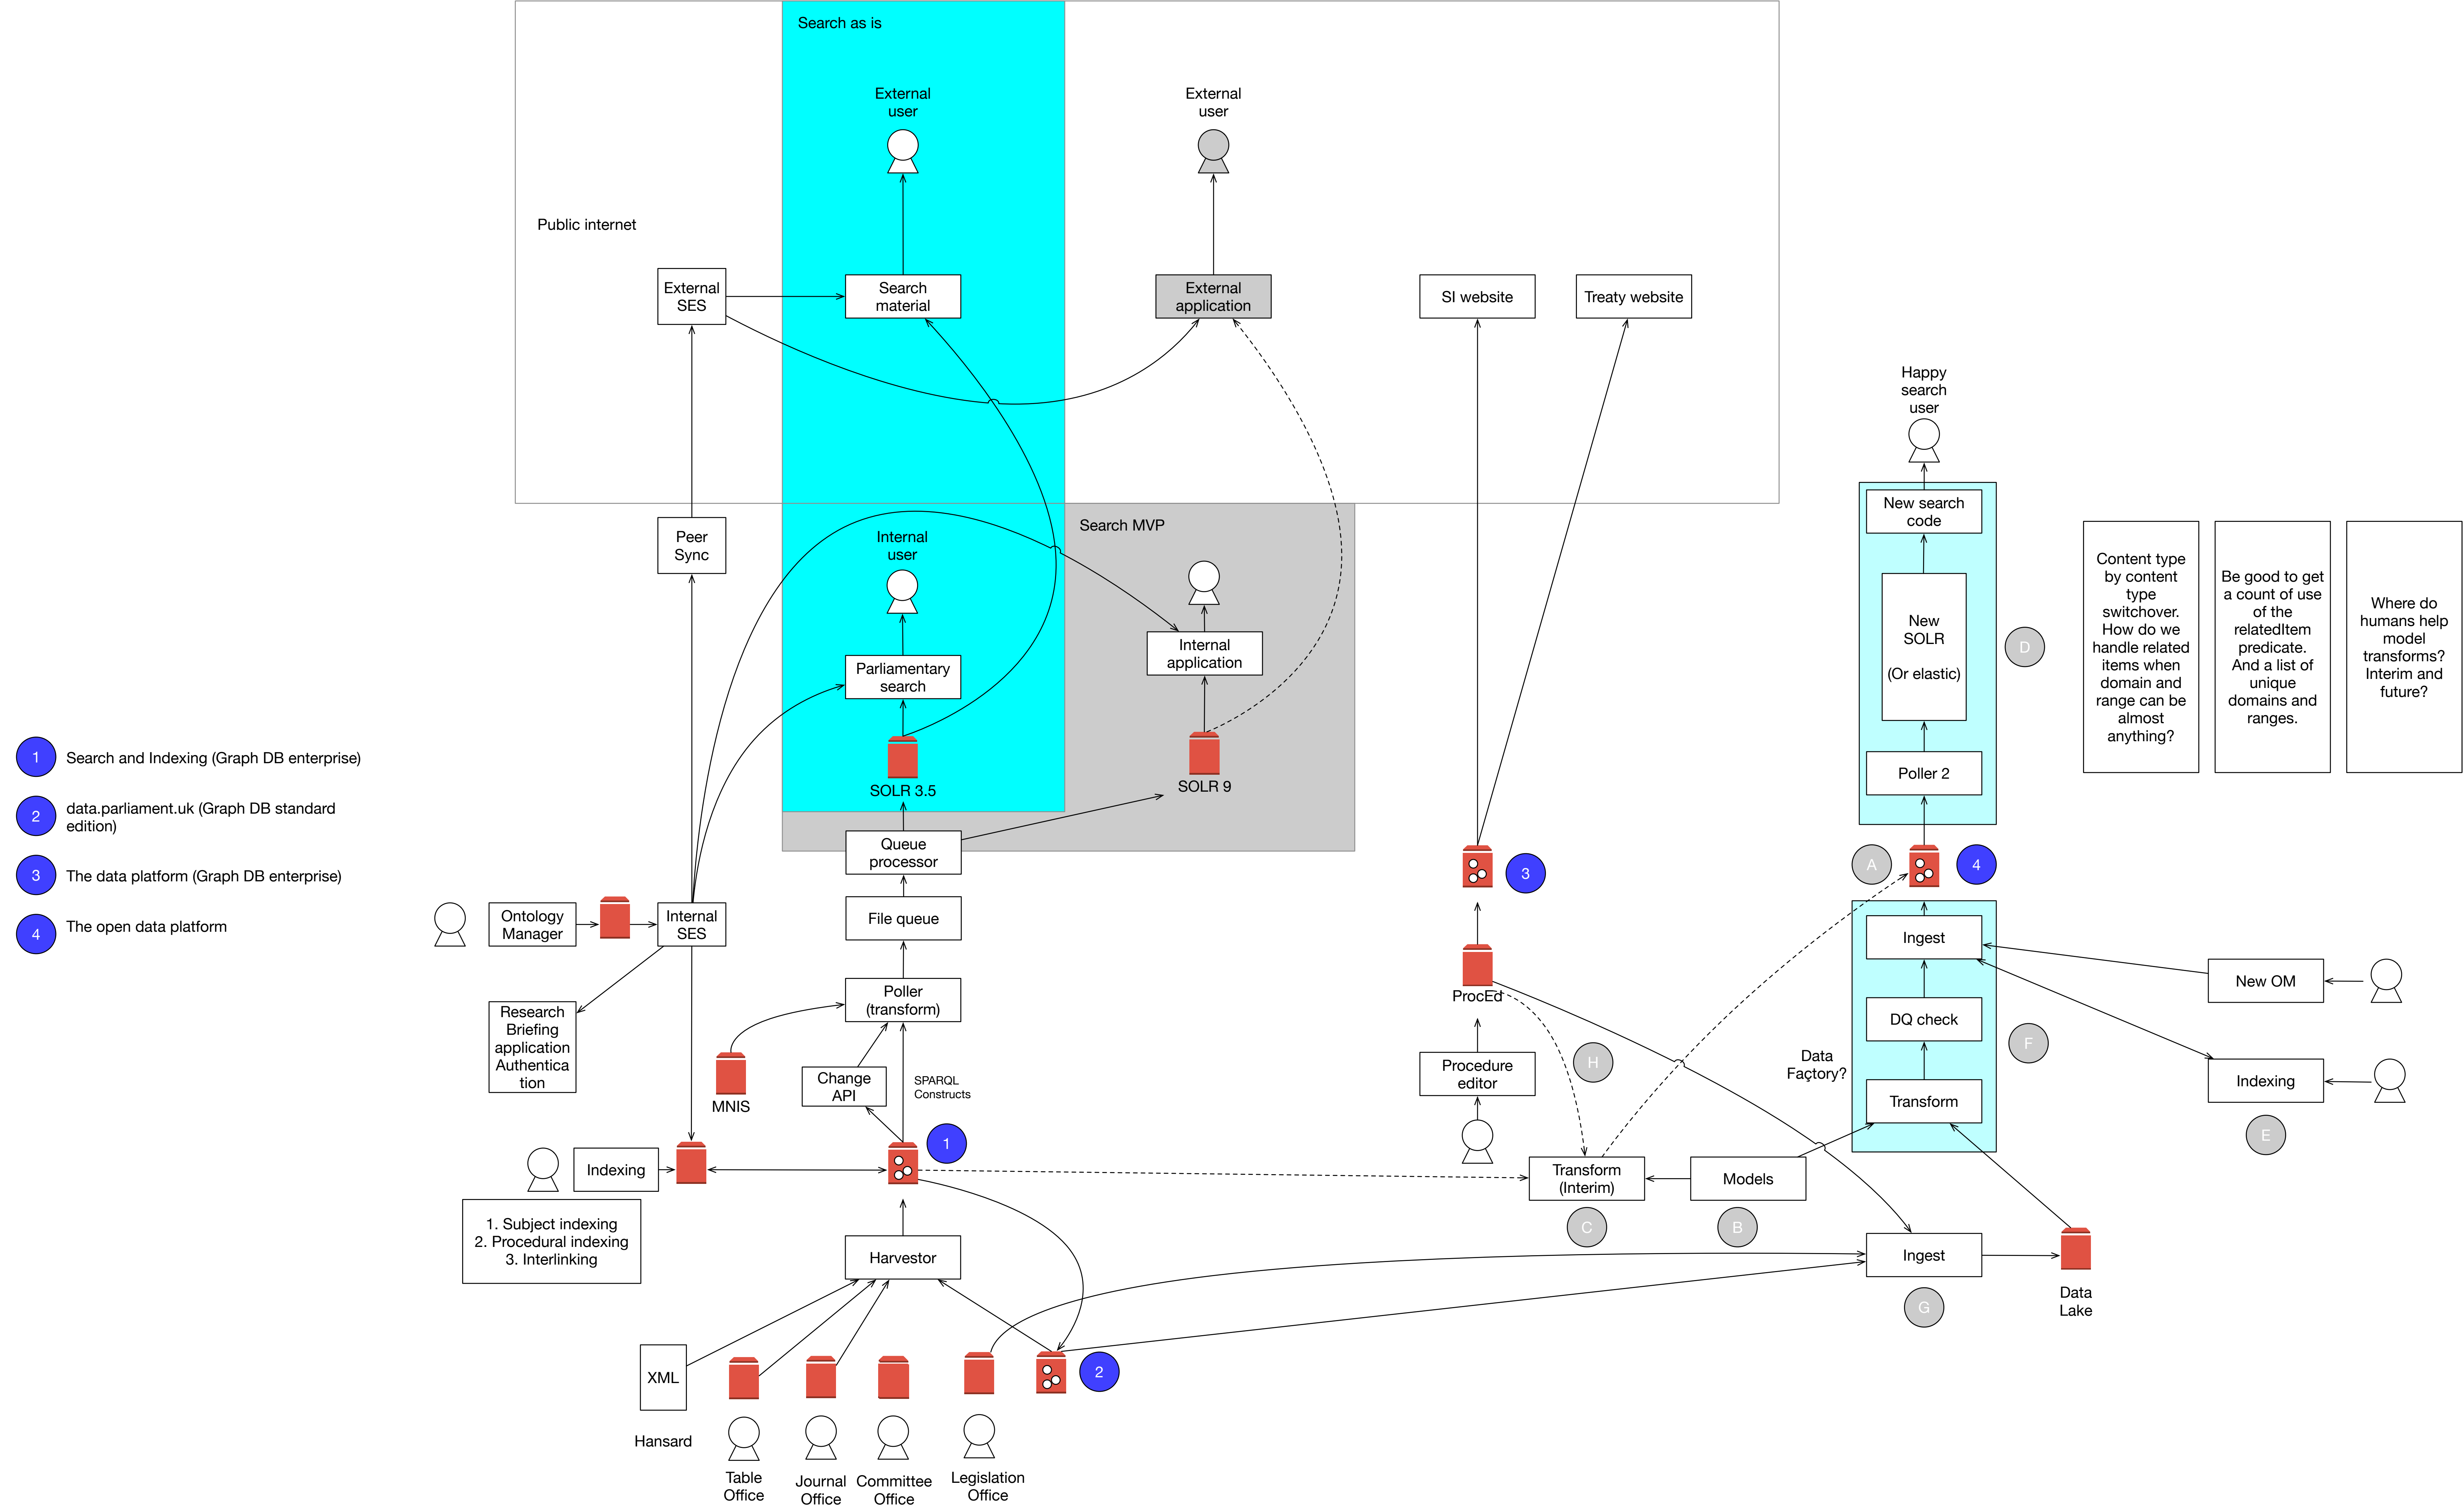 Search as is
External
user
External
user
Public internet
External
SES
Search
material
External
application
SI website
Treaty website
Happy
search
user
New search
code
New
SOLR
(Or elastic)
Poller 2
D
Content type
by content
type
switchover.
How do we
handle related
items when
domain and
range can be
almost
anything?
Be good to get
a count of use
of the
relatedItem
predicate.
And a list of
unique
domains and
ranges.
Where do
humans help
model
transforms?
Interim and
future?
Peer
Sync
Search MVP
Internal
user
Internal
application
Parliamentary
search
SOLR 3.5
SOLR 9
Queue
processor
1
Search and Indexing (Graph DB enterprise)
2
data.parliament.uk (Graph DB standard
edition)
3
The data platform (Graph DB enterprise)
4
The open data platform
3
A
4
Ontology
Manager
Internal
SES
File queue
Ingest
Poller
(transform)
ProcEd
New OM
Research
Briefing
application
Authentica
tion
DQ check
F
H
Data
Façtory?
MNIS
Change
API
SPARQL
Constructs
Procedure
editor
Transform
Indexing
E
1
Indexing
Transform
(Interim)
Models
C
B
1. Subject indexing
2. Procedural indexing
3. Interlinking
Harvestor
Ingest
G
Data
Lake
XML
Hansard
2
Table
Office
Journal
Office
Committee
Office
Legislation
Office